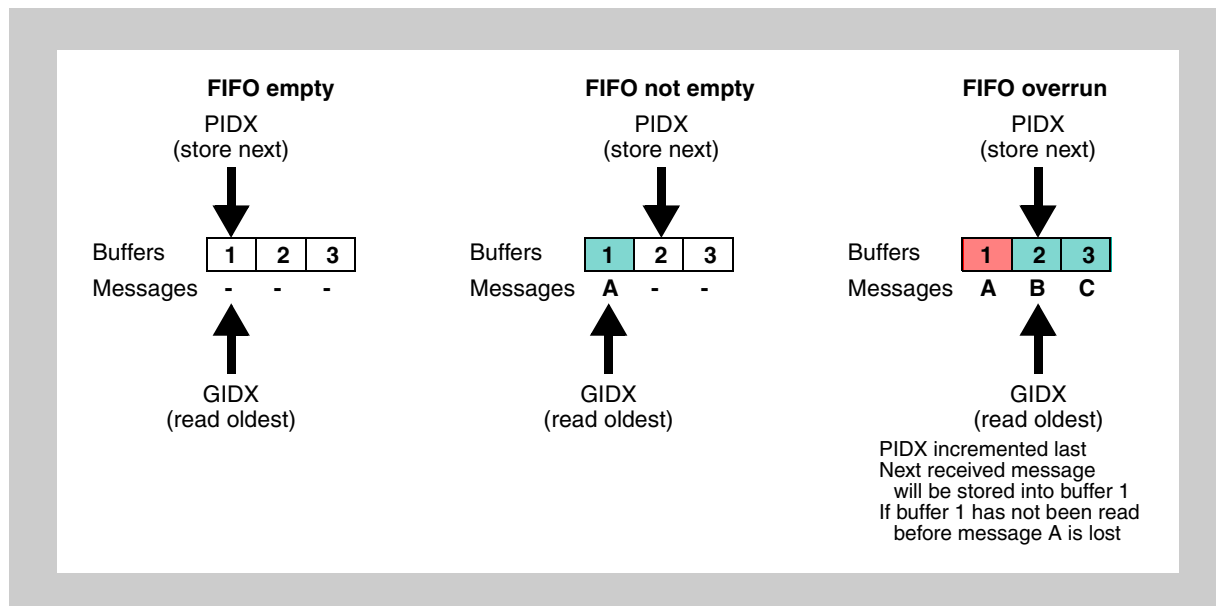 FIFO empty
PIDX
(store next)
Buffers 1 2 3
Messages - - -
GIDX
(read oldest)
FIFO not empty
PIDX
(store next)
Buffers 1 2 3
Messages A - -
GIDX
(read oldest)
FIFO overrun
PIDX
(store next)
Buffers 1 2 3
Messages A B C
GIDX
(read oldest)
PIDX incremented last
Next received message
will be stored into buffer 1
If buffer 1 has not been read
before message A is lost